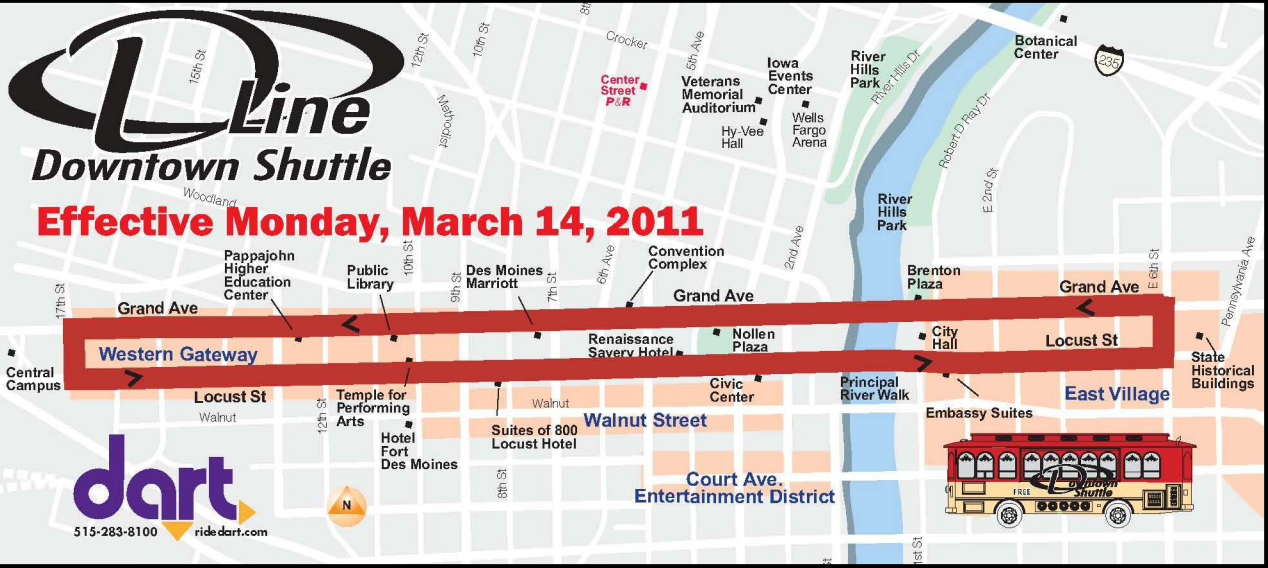 D Line
Downtown Shuttle
Effective Monday, March 14, 2011
15th St
12th St
10th St
Methodist
Woodland
Crocker
5th Ave
Center
Street
P&R
Veterans
Memorial
Auditorium
Iowa
Events
Center
Hy-Vee
Hall
Wells
Fargo
Arena
River
Hills
Park
River Hills Dr
Botanical
Center
235
Robert D Ray Dr
River
Hills
Park
E 2nd St
17th St
Pappajohn
Higher
Education
Center
Public
Library
10th St
9th St
Des Moines
Marriott
7th St
6th Ave
Convention
Complex
2nd Ave
Brenton
Plaza
E 6th St
Pennsylvania Ave
Grand Ave
Grand Ave
Grand Ave
Western Gateway
Renaissance
Savery Hotel
Nollen
Plaza
City
Hall
Locust St
State
Historical
Buildings
Central
Campus
Locust St
Walnut
12th St
Temple for
Performing
Arts
Hotel
Fort
Des Moines
Suites of 800
Locust Hotel
8th St
Walnut
Walnut Street
Civic
Center
Principal
River Walk
Embassy Suites
East Village
Court Ave.
Entertainment District
dart
515-283-8100
ridedart.com
N
FREE
Downtown
Shuttle
1st St